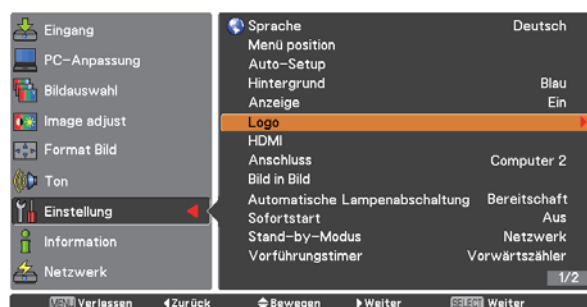 Eingang
PC-Anpassung
Bildauswahl
Image adjust
Format Bild
Ton
Einstellung
Information
Netzwerk
Sprache Deutsch
Menü position
Auto-Setup
Hintergrund Blau
Anzeige Ein
Logo
HDMI
Anschluss Computer 2
Bild in Bild
Automatische Lampenabschaltung Bereitschaft
Sofortstart Aus
Stand-by-Modus Netzwerk
Vorführungstimer Vorwärtszähler
1/2
MENU Verlassen Zurück Bewegen Weiter SELECT Weiter